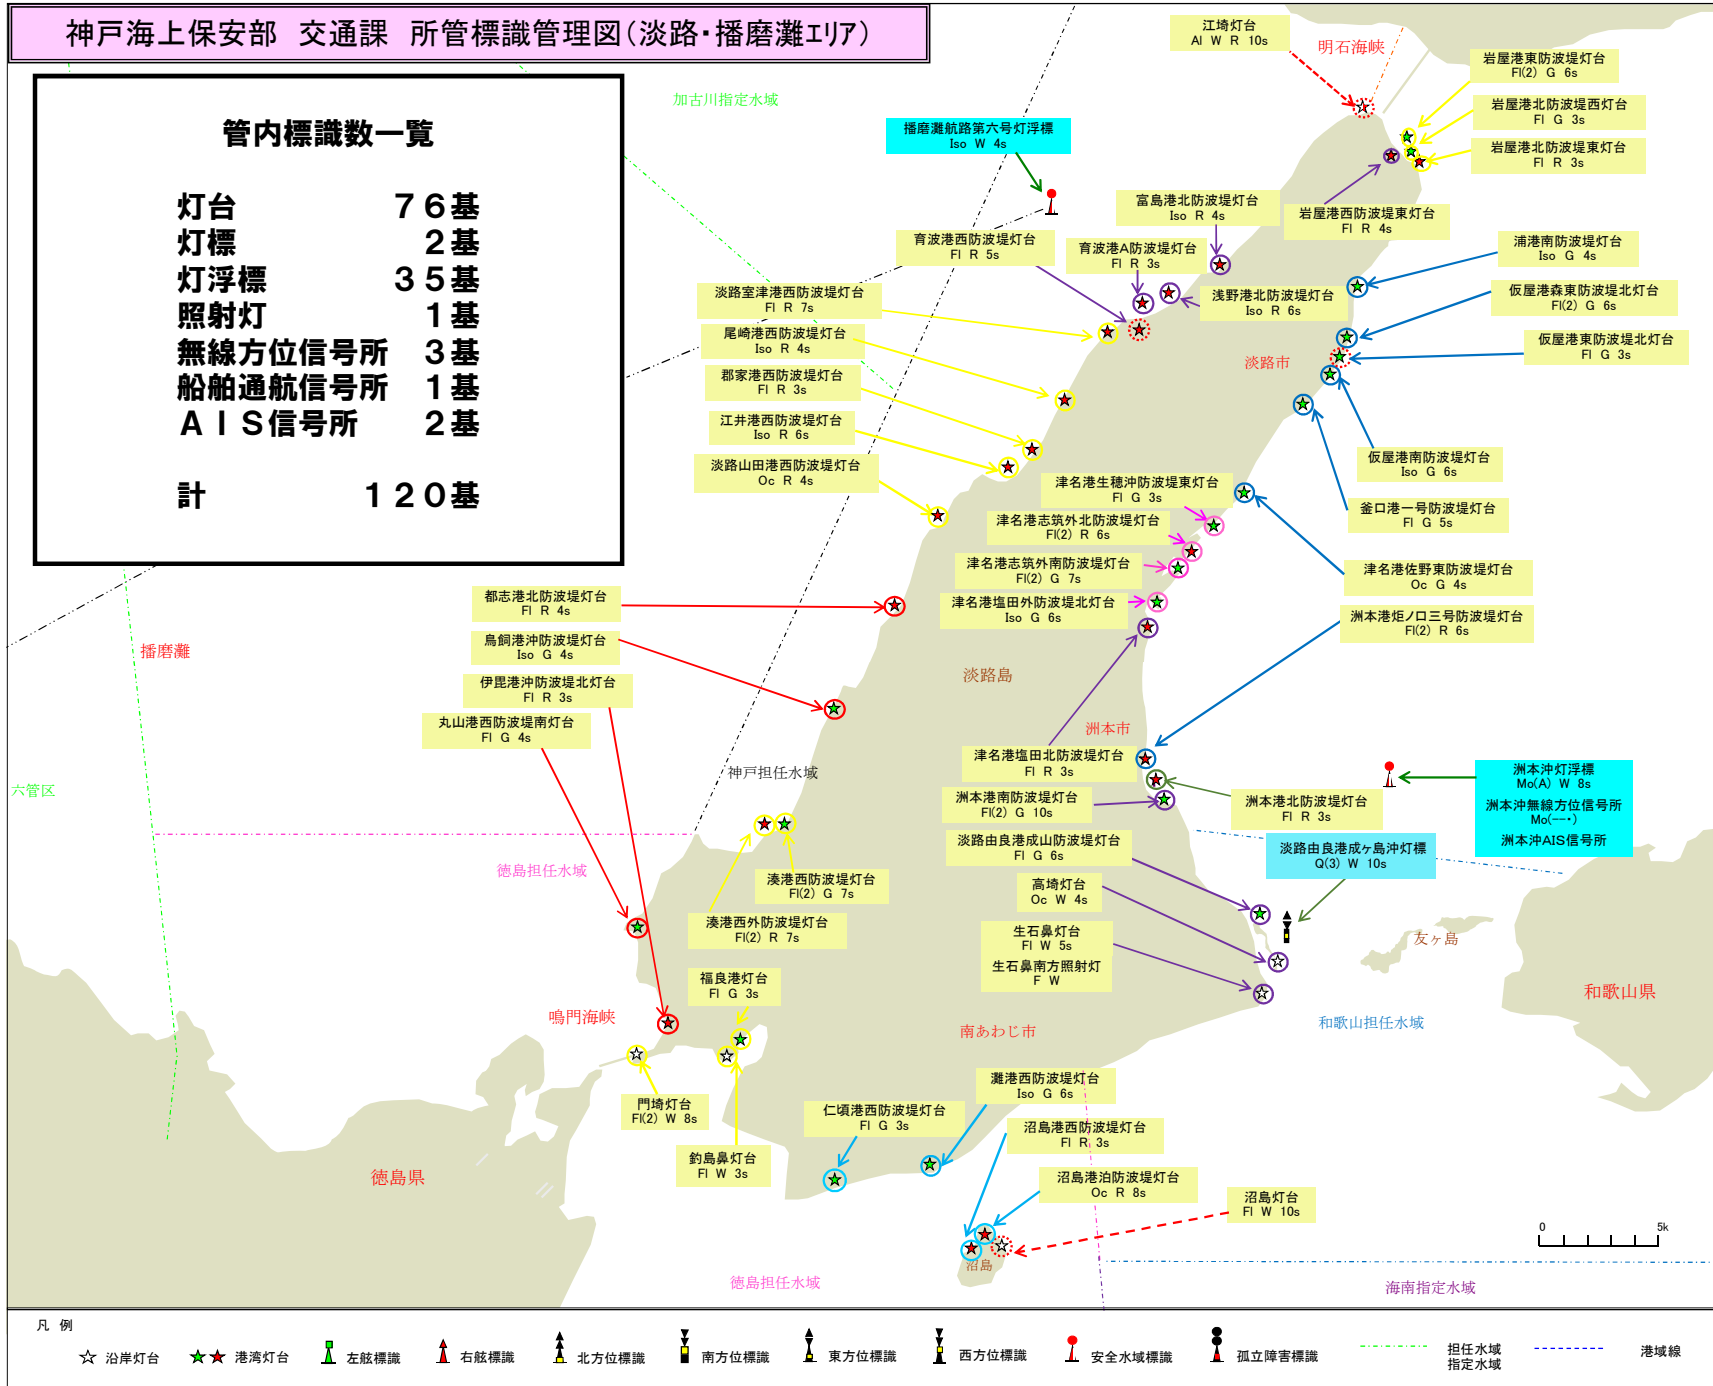 神戸海上保安部 交通課 所管標識管理図(淡路・播磨灘エリア)
管内標識数一覧
灯台 76基
灯標 2基
灯浮標 35基
照射灯 1基
無線方位信号所 3基
船舶通航信号所 1基
AIS信号所 2基
計 120基
加古川指定水域
播磨灘航路第六号灯浮標
Iso W 4s
江埼灯台
Al W R 10s
明石海峡
岩屋港東防波堤灯台
Fl(2) G 6s
岩屋港北防波堤西灯台
Fl G 3s
岩屋港北防波堤東灯台
Fl R 3s
岩屋港西防波堤東灯台
Fl R 4s
富島港北防波堤灯台
Iso R 4s
育波港西防波堤灯台
Fl R 5s
育波港A防波堤灯台
Fl R 3s
浅野港北防波堤灯台
Iso R 6s
浦港南防波堤灯台
Iso G 4s
仮屋港森東防波堤北灯台
Fl(2) G 6s
仮屋港東防波堤北灯台
Fl G 3s
淡路市
淡路室津港西防波堤灯台
Fl R 7s
尾崎港西防波堤灯台
Iso R 4s
郡家港西防波堤灯台
Fl R 3s
江井港西防波堤灯台
Iso R 6s
淡路山田港西防波堤灯台
Oc R 4s
仮屋港南防波堤灯台
Iso G 6s
釜口港一号防波堤灯台
Fl G 5s
津名港生穂沖防波堤東灯台
Fl G 3s
津名港志筑外北防波堤灯台
Fl(2) R 6s
津名港志筑外南防波堤灯台
Fl(2) G 7s
津名港塩田外防波堤北灯台
Iso G 6s
津名港佐野東防波堤灯台
Oc G 4s
洲本港炬ノ口三号防波堤灯台
Fl(2) R 6s
都志港北防波堤灯台
Fl R 4s
鳥飼港沖防波堤灯台
Iso G 4s
伊毘港沖防波堤北灯台
Fl R 3s
丸山港西防波堤南灯台
Fl G 4s
播磨灘
淡路島
洲本市
神戸担任水域
六管区
津名港塩田北防波堤灯台
Fl R 3s
洲本港南防波堤灯台
Fl(2) G 10s
洲本港北防波堤灯台
Fl R 3s
洲本沖灯浮標
Mo(A) W 8s
洲本沖無線方位信号所
Mo(--・)
洲本沖AIS信号所
淡路由良港成山防波堤灯台
Fl G 6s
淡路由良港成ヶ島沖灯標
Q(3) W 10s
高埼灯台
Oc W 4s
生石鼻灯台
Fl W 5s
生石鼻南方照射灯
F W
徳島担任水域
湊港西防波堤灯台
Fl(2) G 7s
湊港西外防波堤灯台
Fl(2) R 7s
福良港灯台
Fl G 3s
鳴門海峡
南あわじ市
友ヶ島
和歌山県
和歌山担任水域
門埼灯台
Fl(2) W 8s
釣島鼻灯台
Fl W 3s
仁頃港西防波堤灯台
Fl G 3s
灘港西防波堤灯台
Iso G 6s
沼島港西防波堤灯台
Fl R 3s
沼島港泊防波堤灯台
Oc R 8s
沼島灯台
Fl W 10s
徳島県
沼島
徳島担任水域
海南指定水域
0 5k
凡 例
沿岸灯台
港湾灯台
左舷標識
右舷標識
北方位標識
南方位標識
東方位標識
西方位標識
安全水域標識
孤立障害標識
担任水域
指定水域
港域線